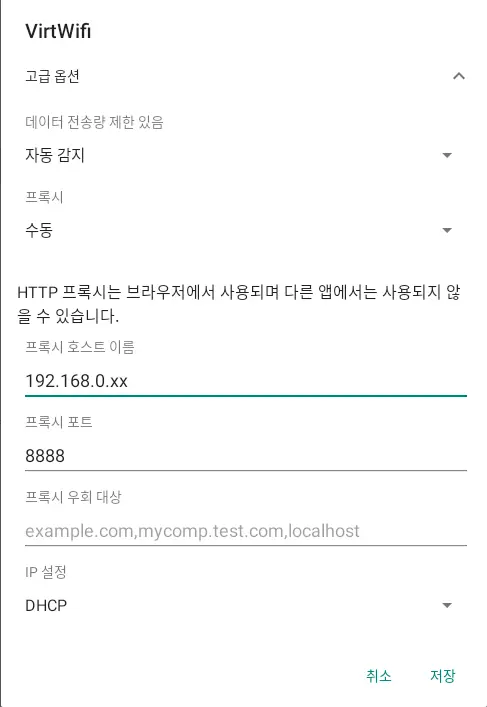 VirtWifi
고급 옵션
데이터 전송량 제한 있음
자동 감지
프록시
수동
HTTP 프록시는 브라우저에서 사용되며 다른 앱에서는 사용되지 않
을 수 있습니다.
프록시 호스트 이름
192.168.0.xx
프록시 포트
8888
프록시 우회 대상
example.com,mycomp.test.com,localhost
IP 설정
DHCP
취소 저장